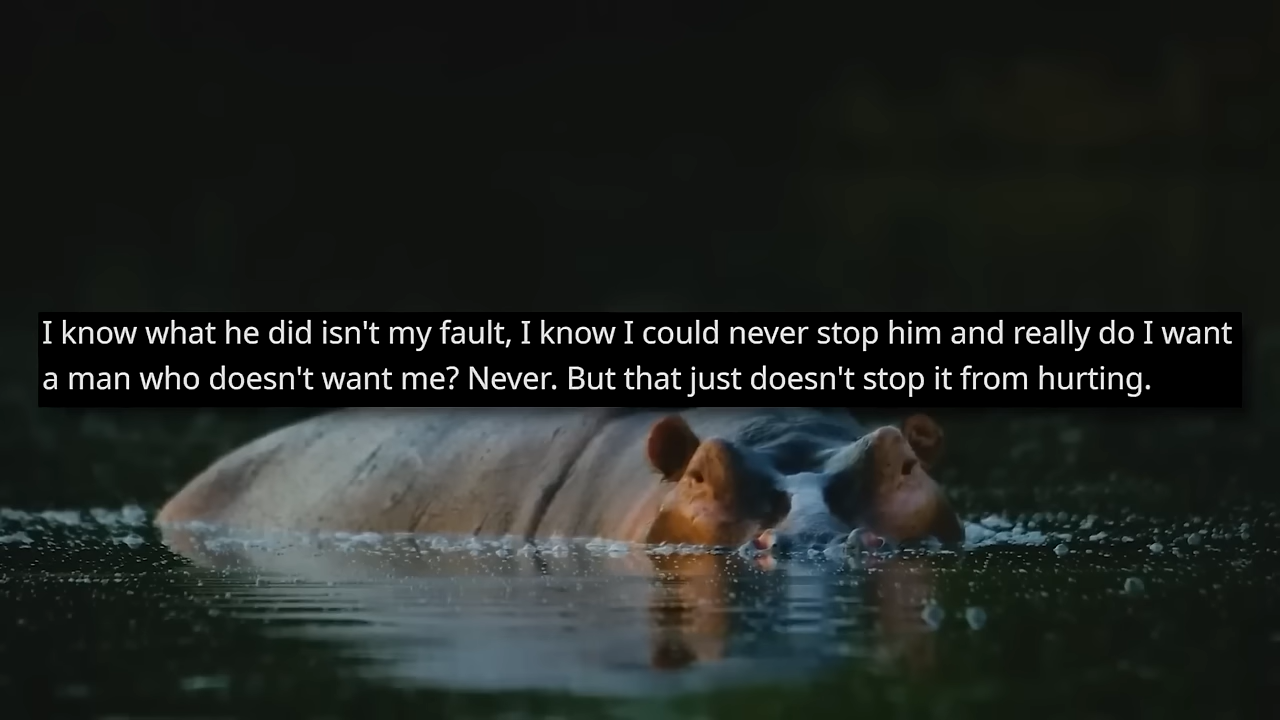 I know what he did isn't my fault, I know I could never stop him and really do I want
a man who doesn't want me? Never. But that just doesn't stop it from hurting.